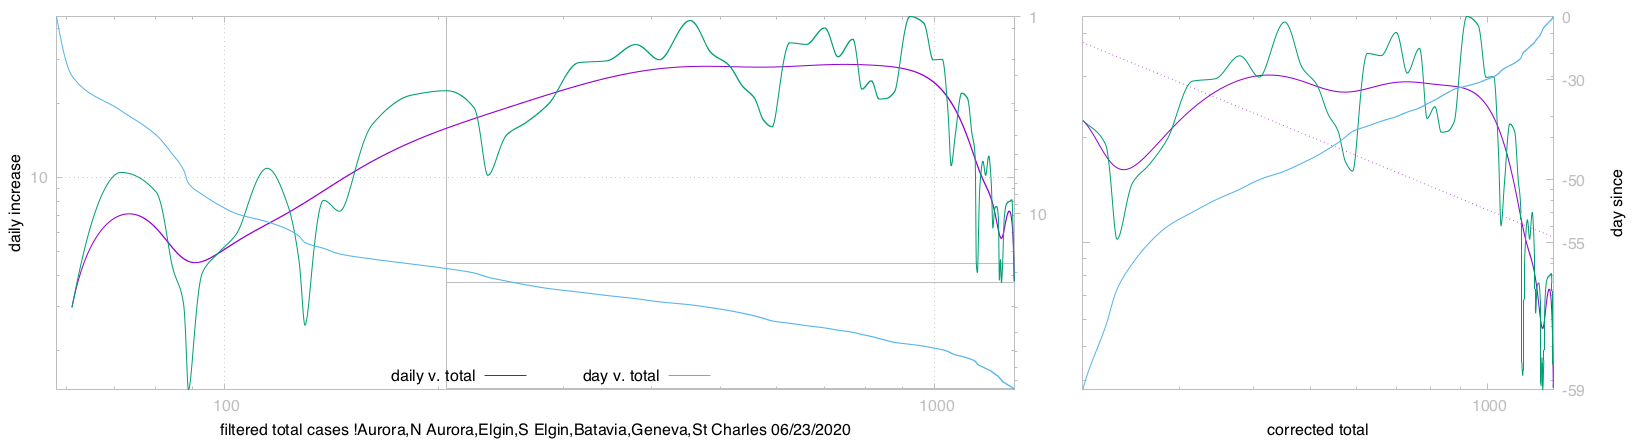 1
0
-30
10
10
-50
-55
daily increase
day since
daily v. total
day v. total
-59
100
1000
1000
filtered total cases !Aurora,N Aurora,Elgin,S Elgin,Batavia,Geneva,St Charles 06/23/2020
corrected total